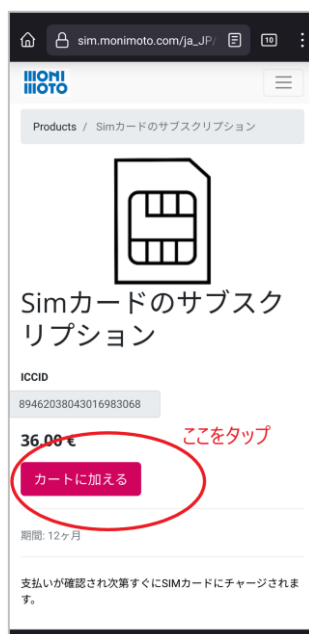 sim.monimoto.com/ja_JP/
10
MONI
MOTO
Products / Simカードのサブスクリプション
Simカードのサブスク
リプション
ICCID
89462038043016983068
36,00 €
ここをタップ
カートに加える
期間: 12ヶ月
支払いが確認され次第すぐにSIMカードにチャージされま
す。